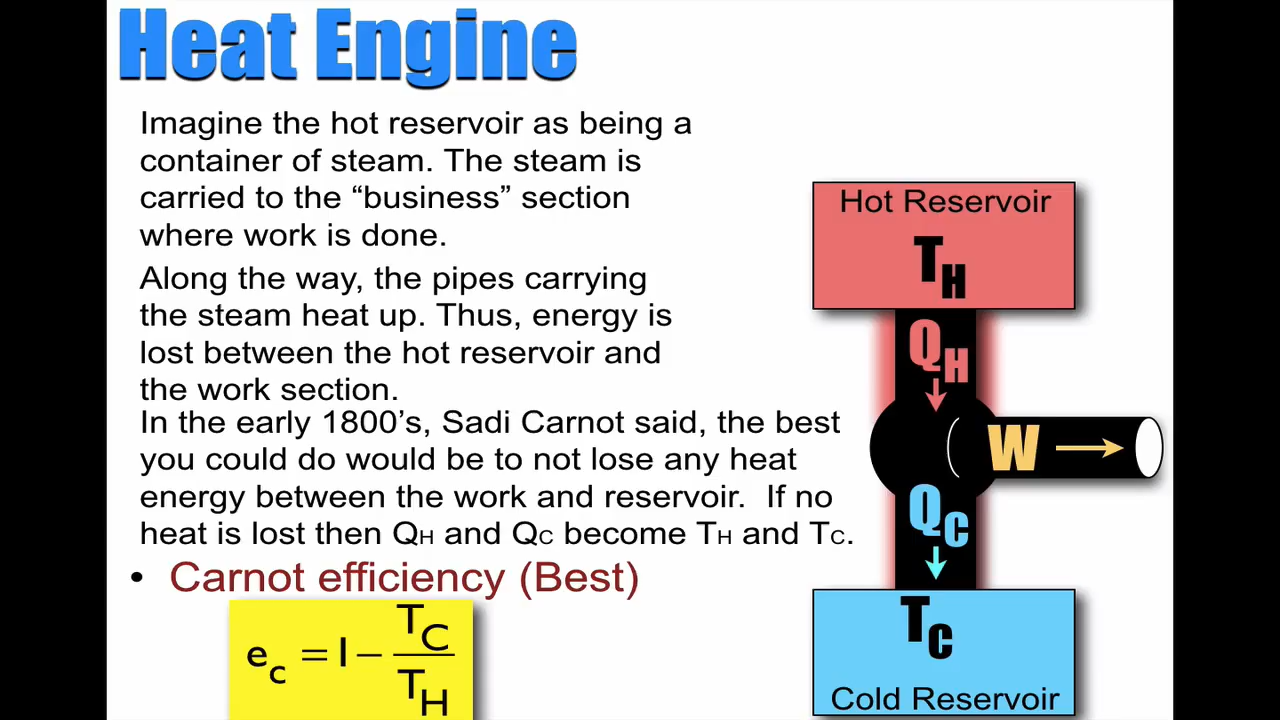 Heat Engine
Imagine the hot reservoir as being a
container of steam. The steam is
carried to the “business” section
where work is done.
Along the way, the pipes carrying
the steam heat up. Thus, energy is
lost between the hot reservoir and
the work section.
In the early 1800’s, Sadi Carnot said, the best
you could do would be to not lose any heat
energy between the work and reservoir. If no
heat is lost then QH and QC become TH and TC.
• Carnot efficiency (Best)
ec = 1 − TC/TH
Hot Reservoir
TH
QH
W
QC
TC
Cold Reservoir